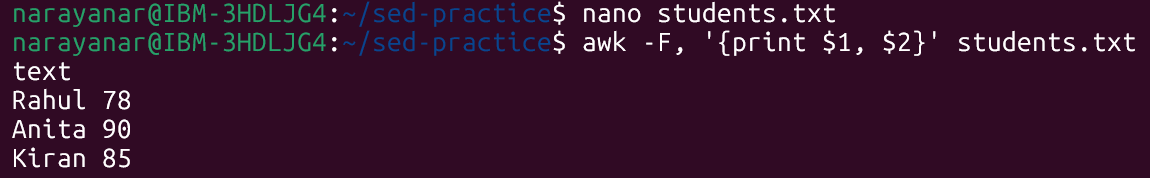 narayanar@IBM-3HDLJG4:~/sed-practice$ nano students.txt
narayanar@IBM-3HDLJG4:~/sed-practice$ awk -F, '{print $1, $2}' students.txt
text
Rahul 78
Anita 90
Kiran 85